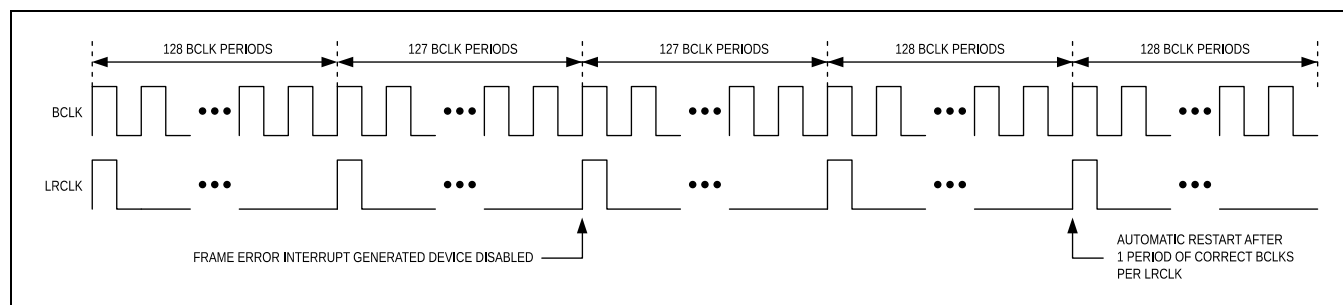 128 BCLK PERIODS
127 BCLK PERIODS
127 BCLK PERIODS
128 BCLK PERIODS
128 BCLK PERIODS
BCLK
LRCLK
FRAME ERROR INTERRUPT GENERATED DEVICE DISABLED
AUTOMATIC RESTART AFTER
1 PERIOD OF CORRECT BCLKS
PER LRCLK